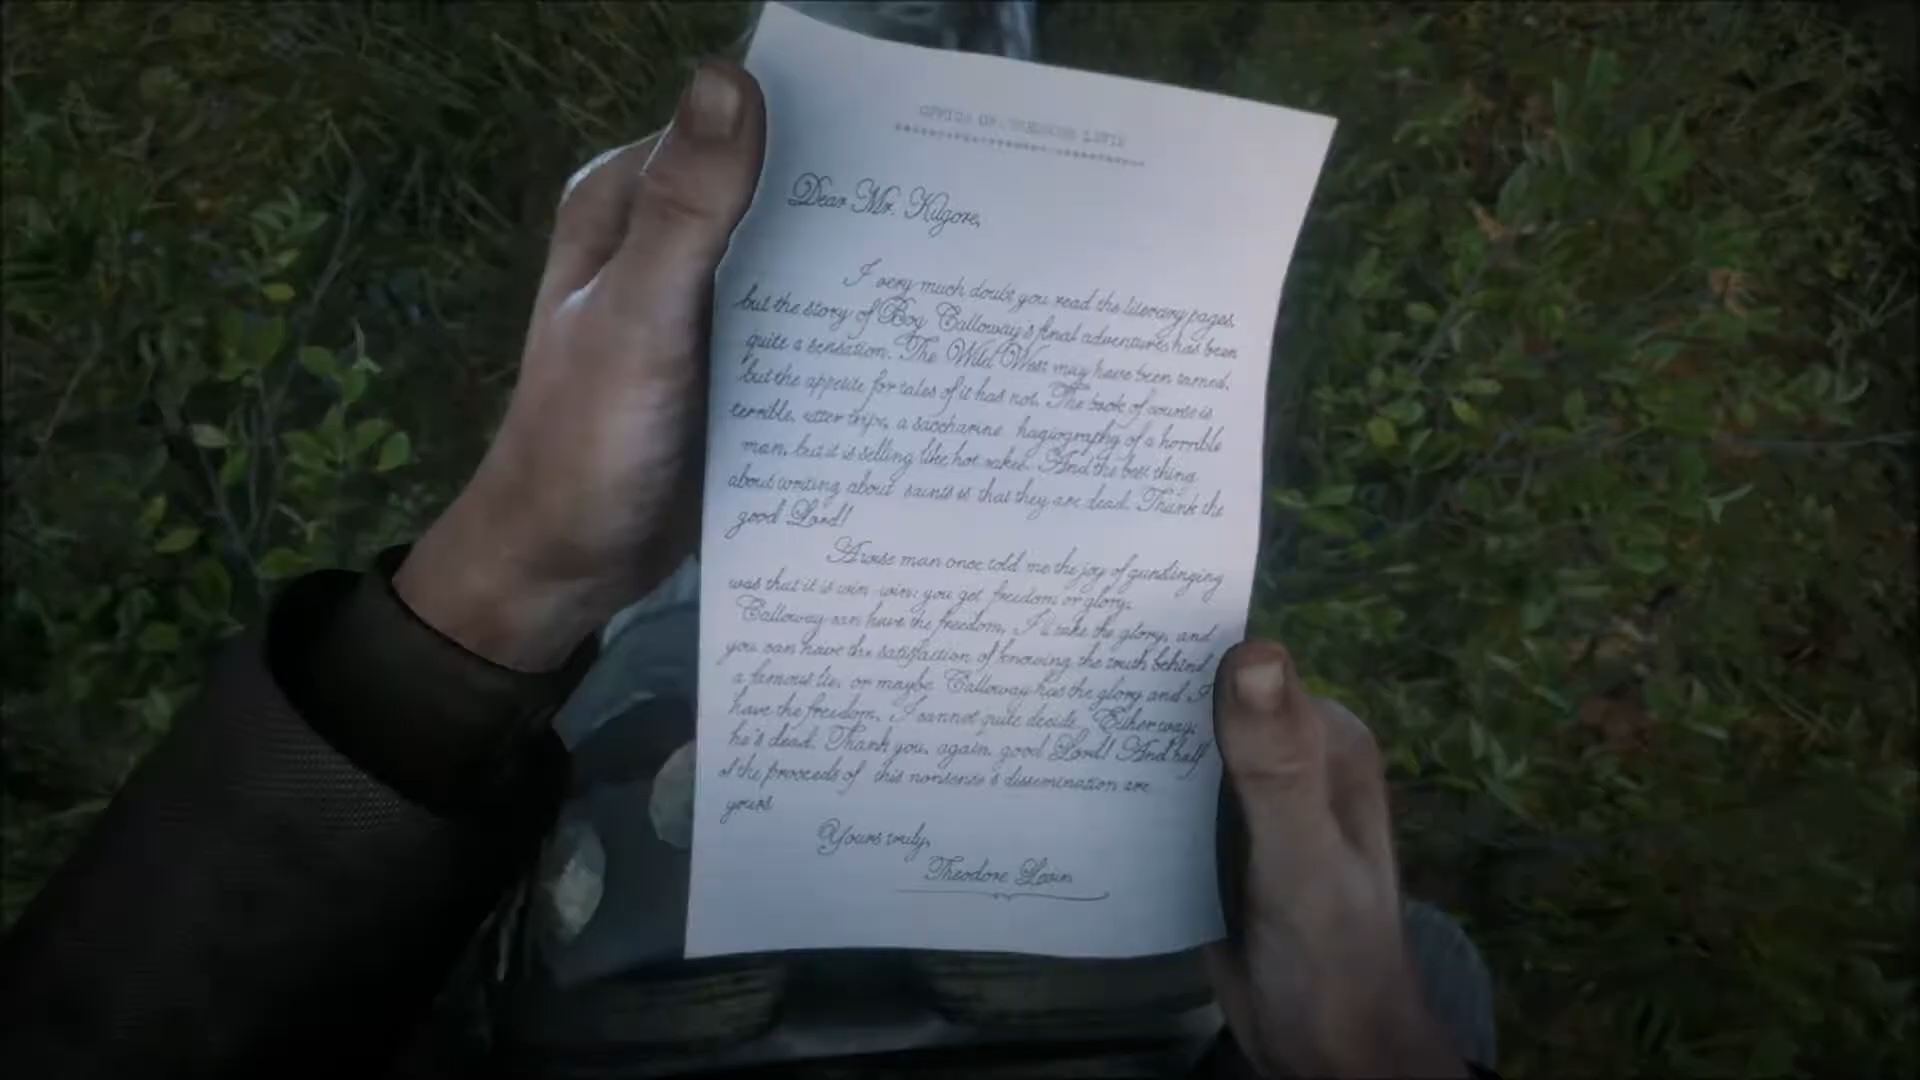 OFFICE OF THEODORE LEVIN
Dear Mr. Kilgore,
I very much doubt you read the literary pages,
but the story of Boy Calloway's final adventures has been
quite a sensation. The Wild West may have been tamed,
but the appetite for tales of it has not. The book of course is
terrible, utter tripe, a saccharine hagiography of a horrible
man, but it is selling like hot cakes. And the best thing
about writing about saints is that they are dead. Thank the
good Lord!
A wise man once told me the joy of gunslinging
was that it is win-win: you get freedom or glory.
Calloway can have the freedom, I'll take the glory, and
you can have the satisfaction of knowing the truth behind
a famous lie, or maybe Calloway has the glory and I
have the freedom, I cannot quite decide. Either way,
he's dead. Thank you, again, good Lord! And half
of the proceeds of this nonsense's dissemination are
yours
Yours truly,
Theodore Levin